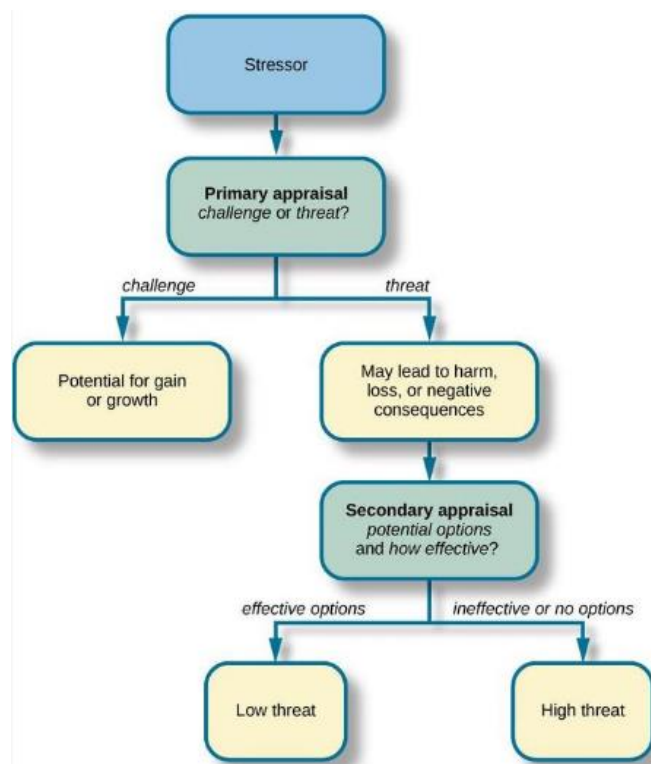 Stressor
Primary appraisal
challenge or threat?
challenge
threat
Potential for gain
or growth
May lead to harm,
loss, or negative
consequences
Secondary appraisal
potential options
and how effective?
effective options
ineffective or no options
Low threat
High threat